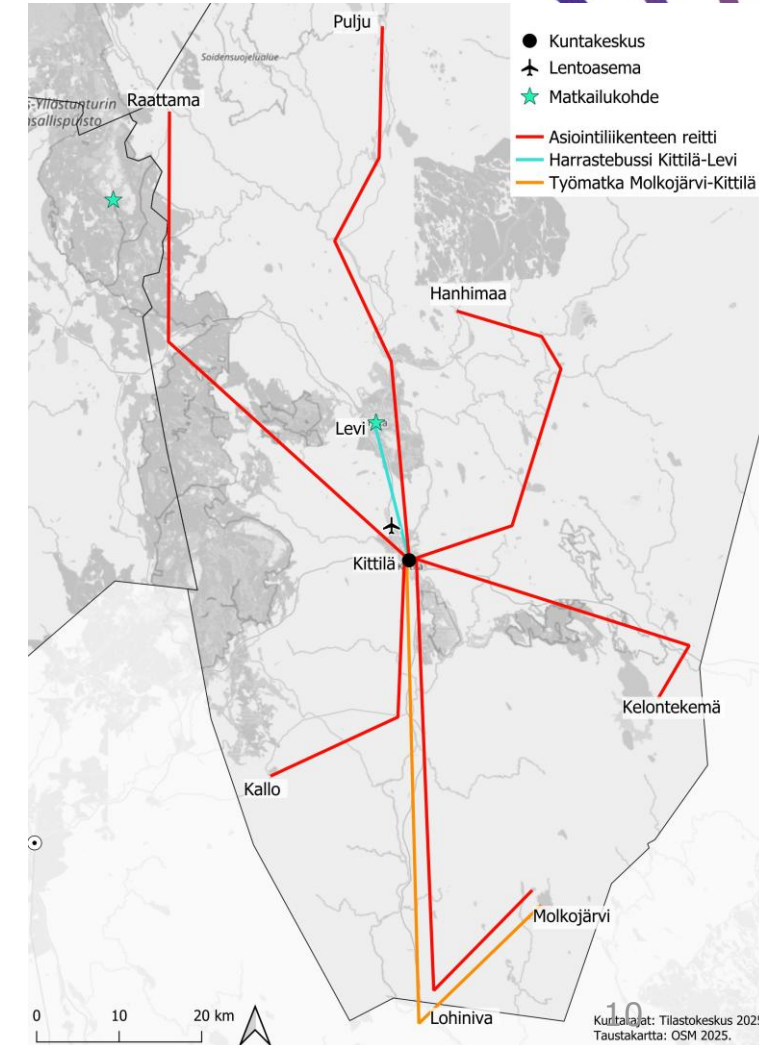 Pulju
Soidensuojelualue
Raattama
s-Yllästunturin
nsallispuisto
Kuntakeskus
Lentoasema
Matkailukohde
Asiointiliikenteen reitti
Harrastebussi Kittilä-Levi
Työmatka Molkojärvi-Kittilä
Hanhimaa
Levi
Kittilä
Kelontekemä
Kallo
Molkojärvi
Lohiniva
0 10 20 km
10
Kuntarajat: Tilastokeskus 2025
Taustakartta: OSM 2025.